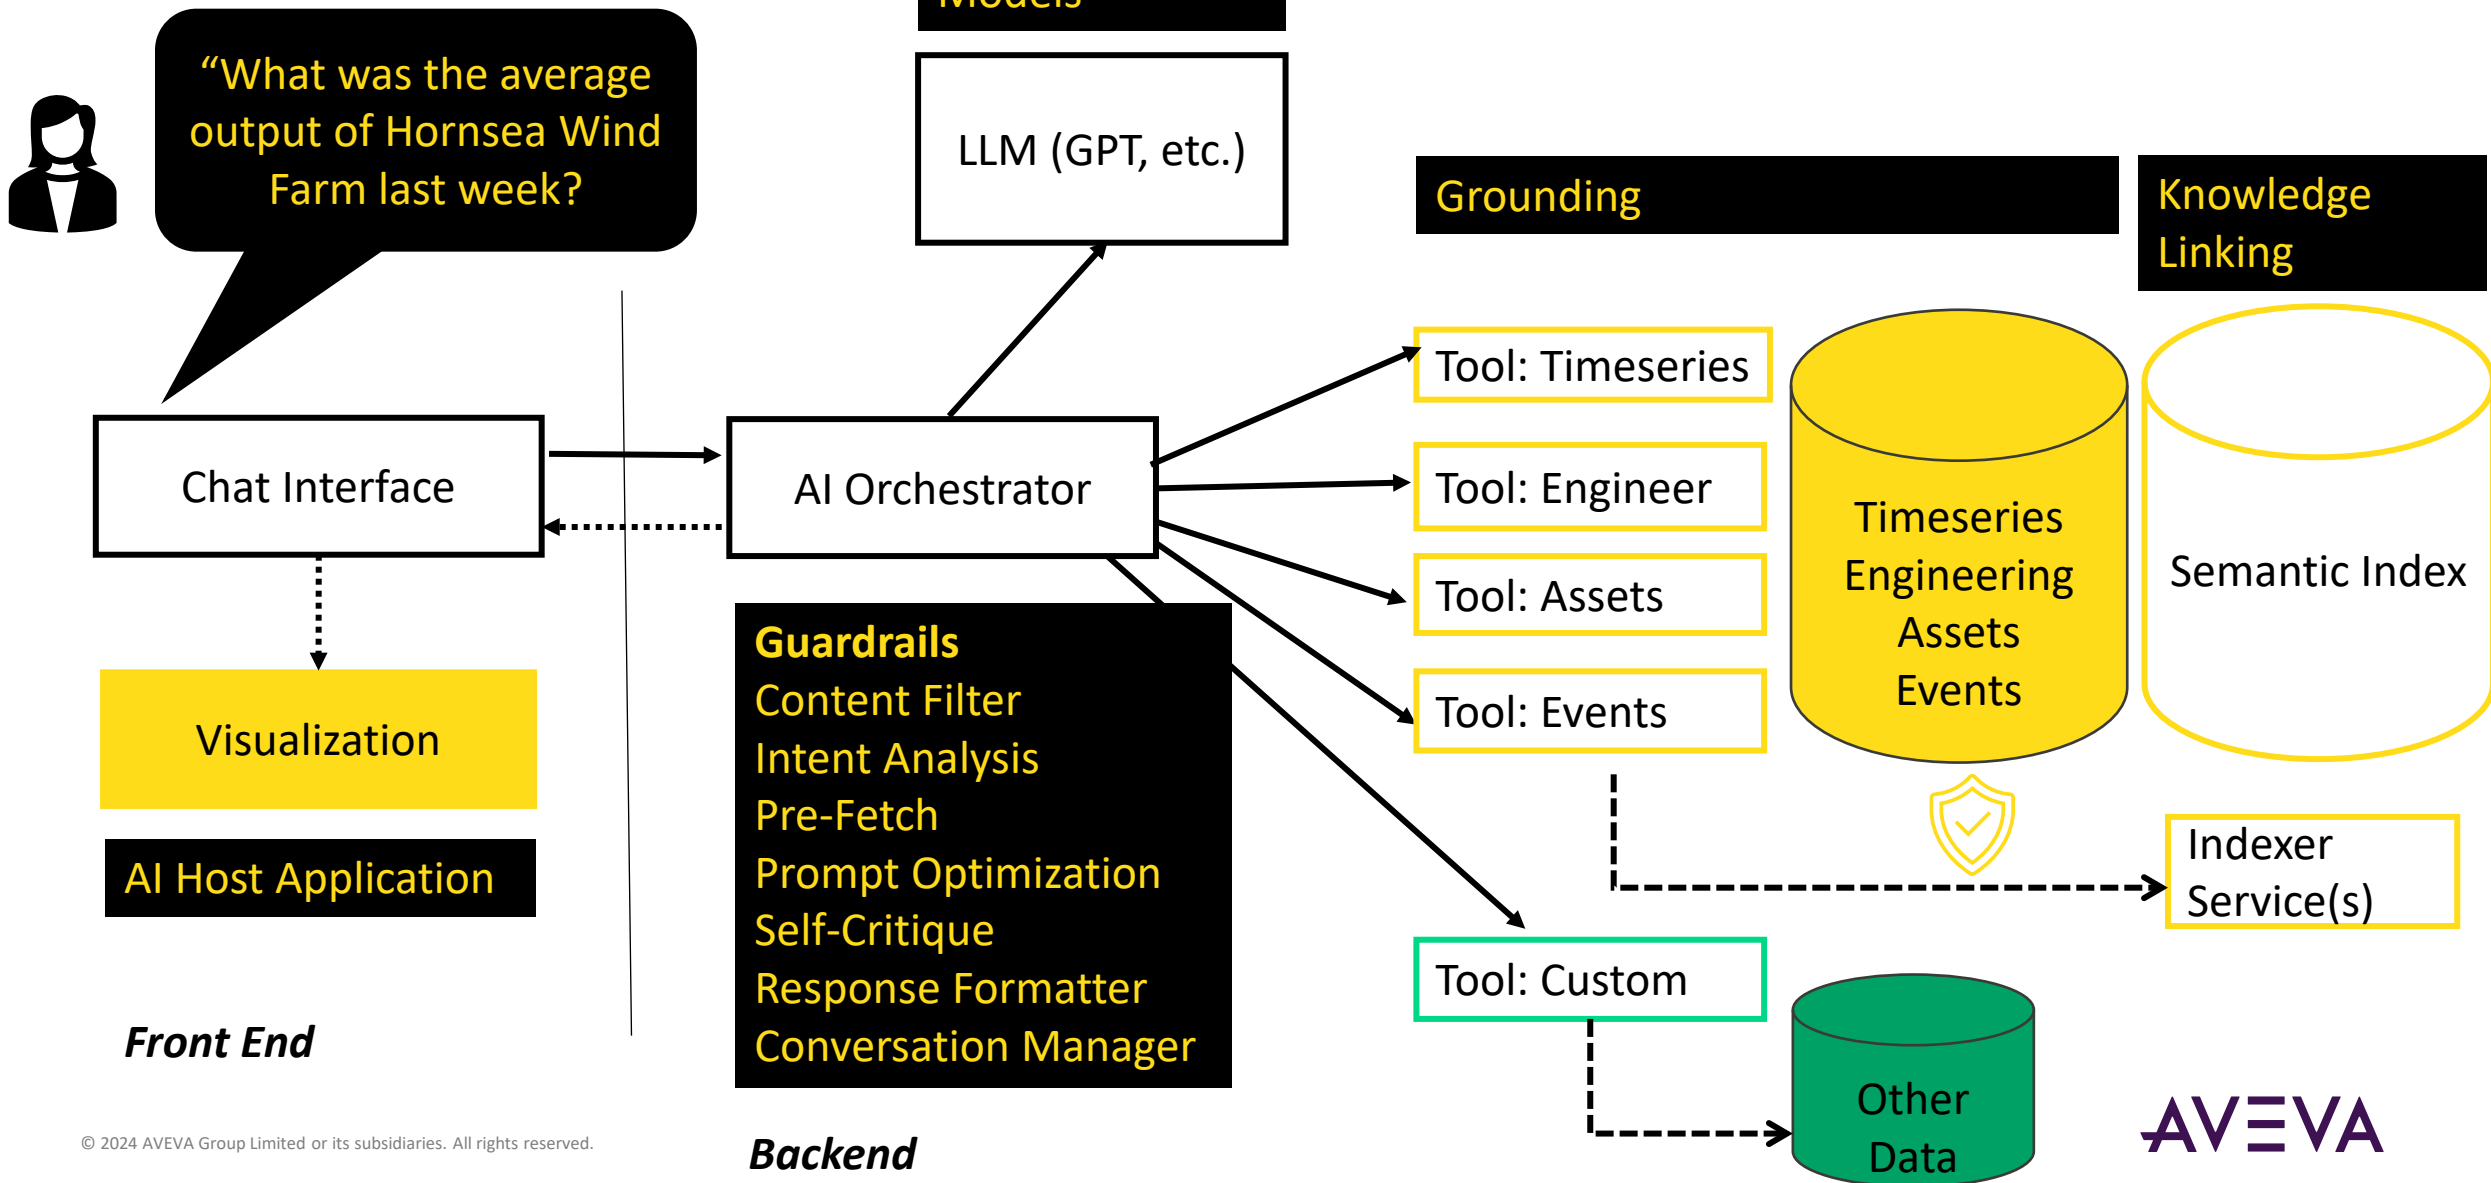 Models
“What was the average
output of Hornsea Wind
Farm last week?
LLM (GPT, etc.)
Grounding
Knowledge
Linking
Chat Interface
AI Orchestrator
Tool: Timeseries
Tool: Engineer
Tool: Assets
Tool: Events
Timeseries
Engineering
Assets
Events
Semantic Index
Visualization
AI Host Application
Guardrails
Content Filter
Intent Analysis
Pre-Fetch
Prompt Optimization
Self-Critique
Response Formatter
Conversation Manager
Indexer
Service(s)
Tool: Custom
Other
Data
Front End
Backend
© 2024 AVEVA Group Limited or its subsidiaries. All rights reserved.
AVEVA